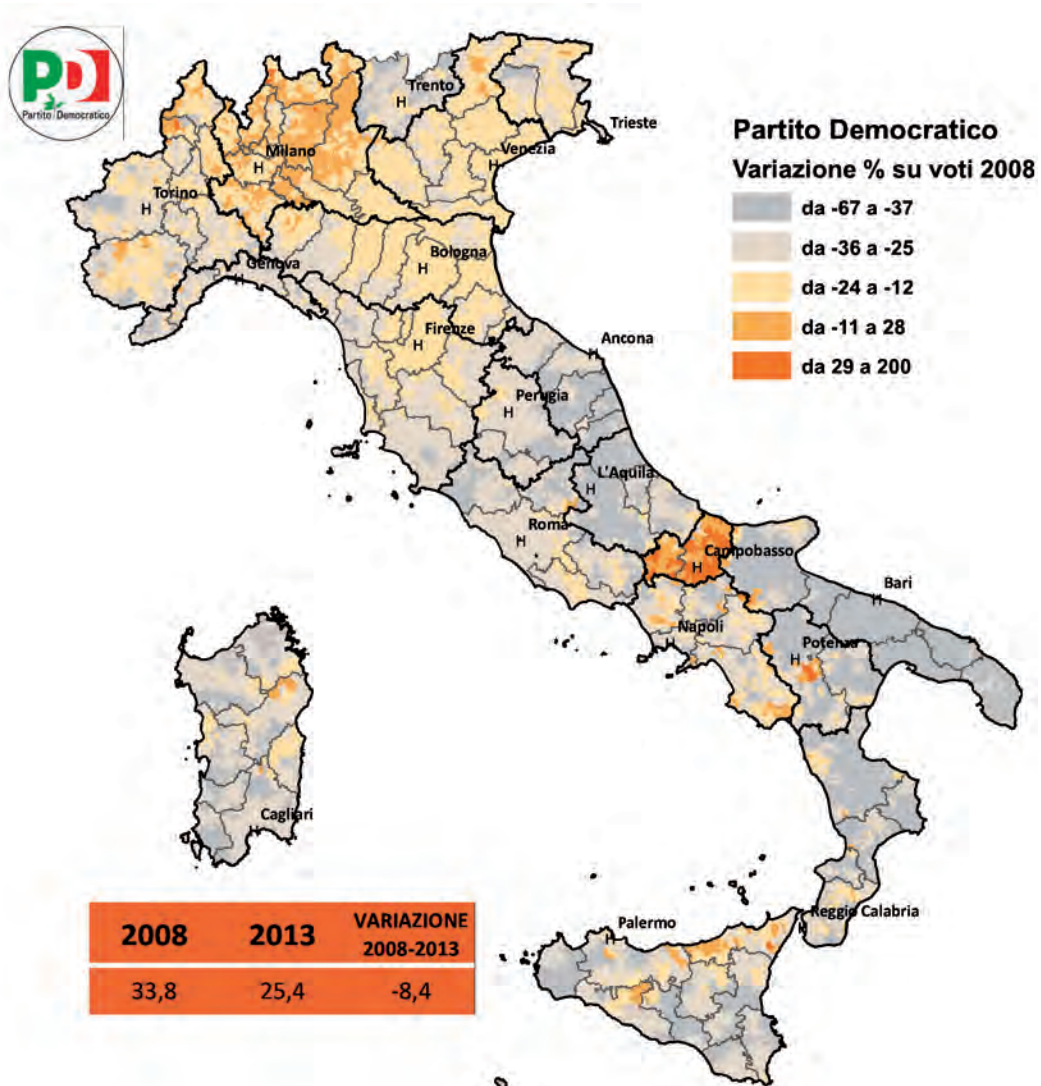 PD
Partito Democratico
Partito Democratico
Variazione % su voti 2008
da -67 a -37
da -36 a -25
da -24 a -12
da -11 a 28
da 29 a 200
Trento
H
Trieste
Milano
H
Venezia
H
Torino
H
Bologna
H
Genova
H
Firenze
H
Ancona
H
Perugia
H
L'Aquila
H
Roma
H
Campobasso
H
Bari
H
Napoli
H
Potenza
H
Cagliari
H
Palermo
H
Reggio Calabria
H
2008 2013 VARIAZIONE
2008-2013
33,8 25,4 -8,4